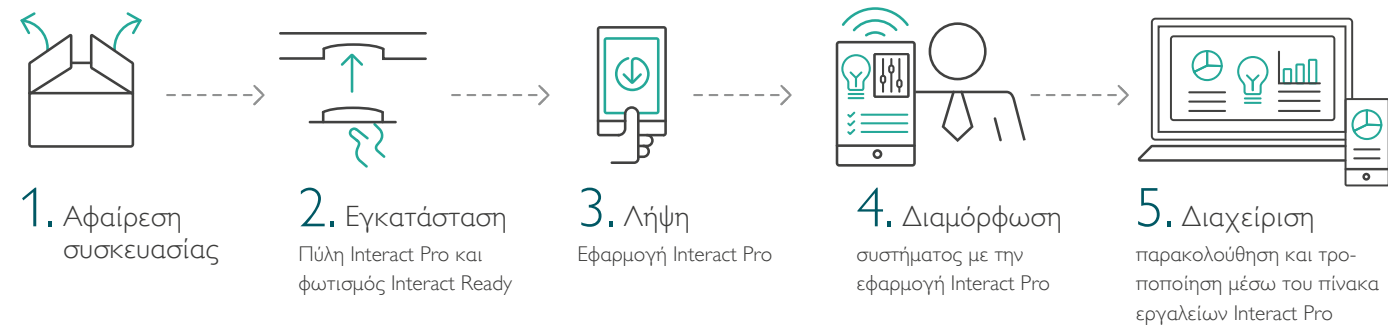 1. Αφαίρεση
συσκευασίας
2. Εγκατάσταση
Πύλη Interact Pro και
φωτισμός Interact Ready
3. Λήψη
Εφαρμογή Interact Pro
4. Διαμόρφωση
συστήματος με την
εφαρμογή Interact Pro
5. Διαχείριση
παρακολούθηση και τρο-
ποποίηση μέσω του πίνακα
εργαλείων Interact Pro